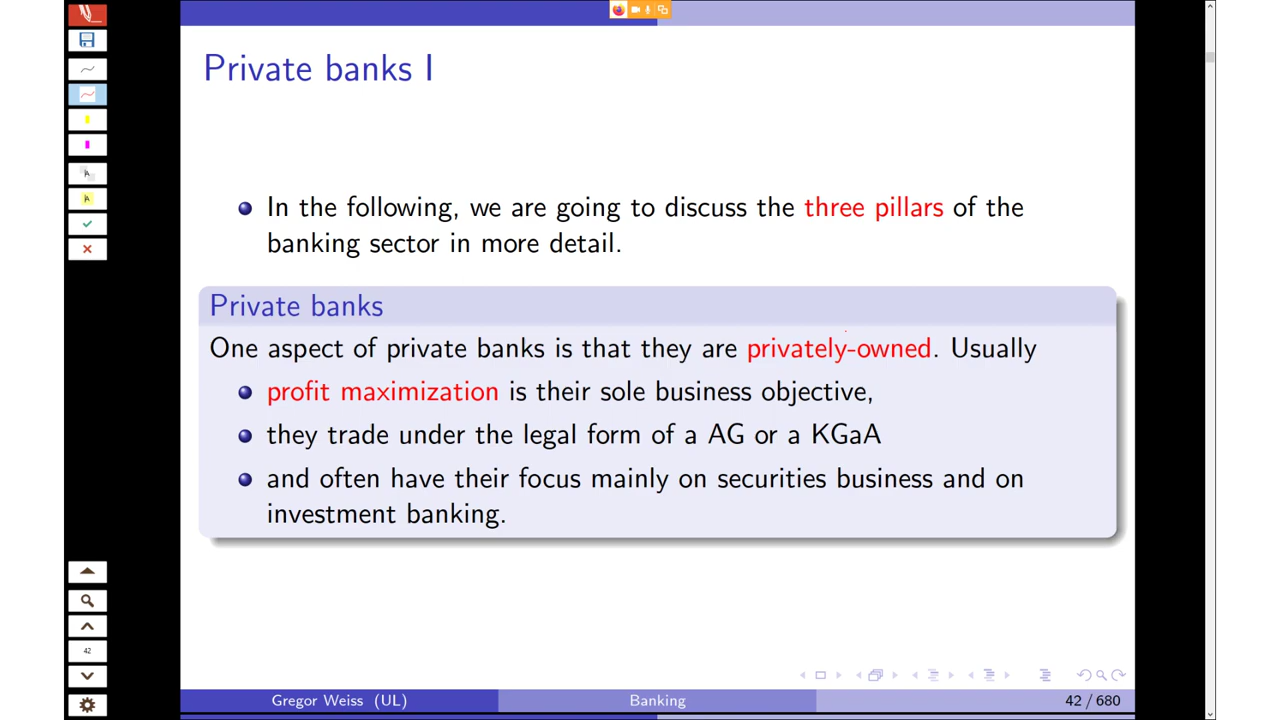 Private banks I
In the following, we are going to discuss the three pillars of the
banking sector in more detail.
Private banks
One aspect of private banks is that they are privately-owned. Usually
profit maximization is their sole business objective,
they trade under the legal form of a AG or a KGaA
and often have their focus mainly on securities business and on
investment banking.
42
Gregor Weiss (UL) Banking 42 / 680